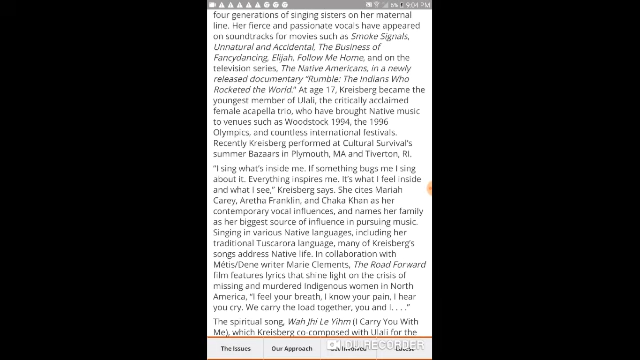 9:04 PM
four generations of singing sisters on her maternal
line. Her fierce and passionate vocals have appeared
on soundtracks for movies such as Smoke Signals,
Unnatural and Accidental, The Business of
Fancydancing, Elijah, Follow Me Home, and on the
television series, The Native Americans, in a newly
released documentary "Rumble: The Indians Who
Rocketed the World." At age 17, Kreisberg became the
youngest member of Ulali, the critically acclaimed
female acapella trio, who have brought Native music
to venues such as Woodstock 1994, the 1996
Olympics, and countless international festivals.
Recently Kreisberg performed at Cultural Survival's
summer Bazaars in Plymouth, MA and Tiverton, RI.
"I sing what's inside me. If something bugs me I sing
about it. Everything inspires me. It's what I feel inside
and what I see," Kreisberg says. She cites Mariah
Carey, Aretha Franklin, and Chaka Khan as her
contemporary vocal influences, and names her family
as her biggest source of influence in pursuing music.
Singing in various Native languages, including her
traditional Tuscarora language, many of Kreisberg's
songs address Native life. In collaboration with
Métis/Dene writer Marie Clements, The Road Forward
film features lyrics that shine light on the crisis of
missing and murdered Indigenous women in North
America, "I feel your breath, I know your pain, I hear
you cry. We carry the load together, you and I. . . ."
The spiritual song, Wah Jhi Le Yihm (I Carry You With
Me), which Kreisberg co-composed with Ulali for the
The Issues Our Approach Get Involved
DU RECORDER